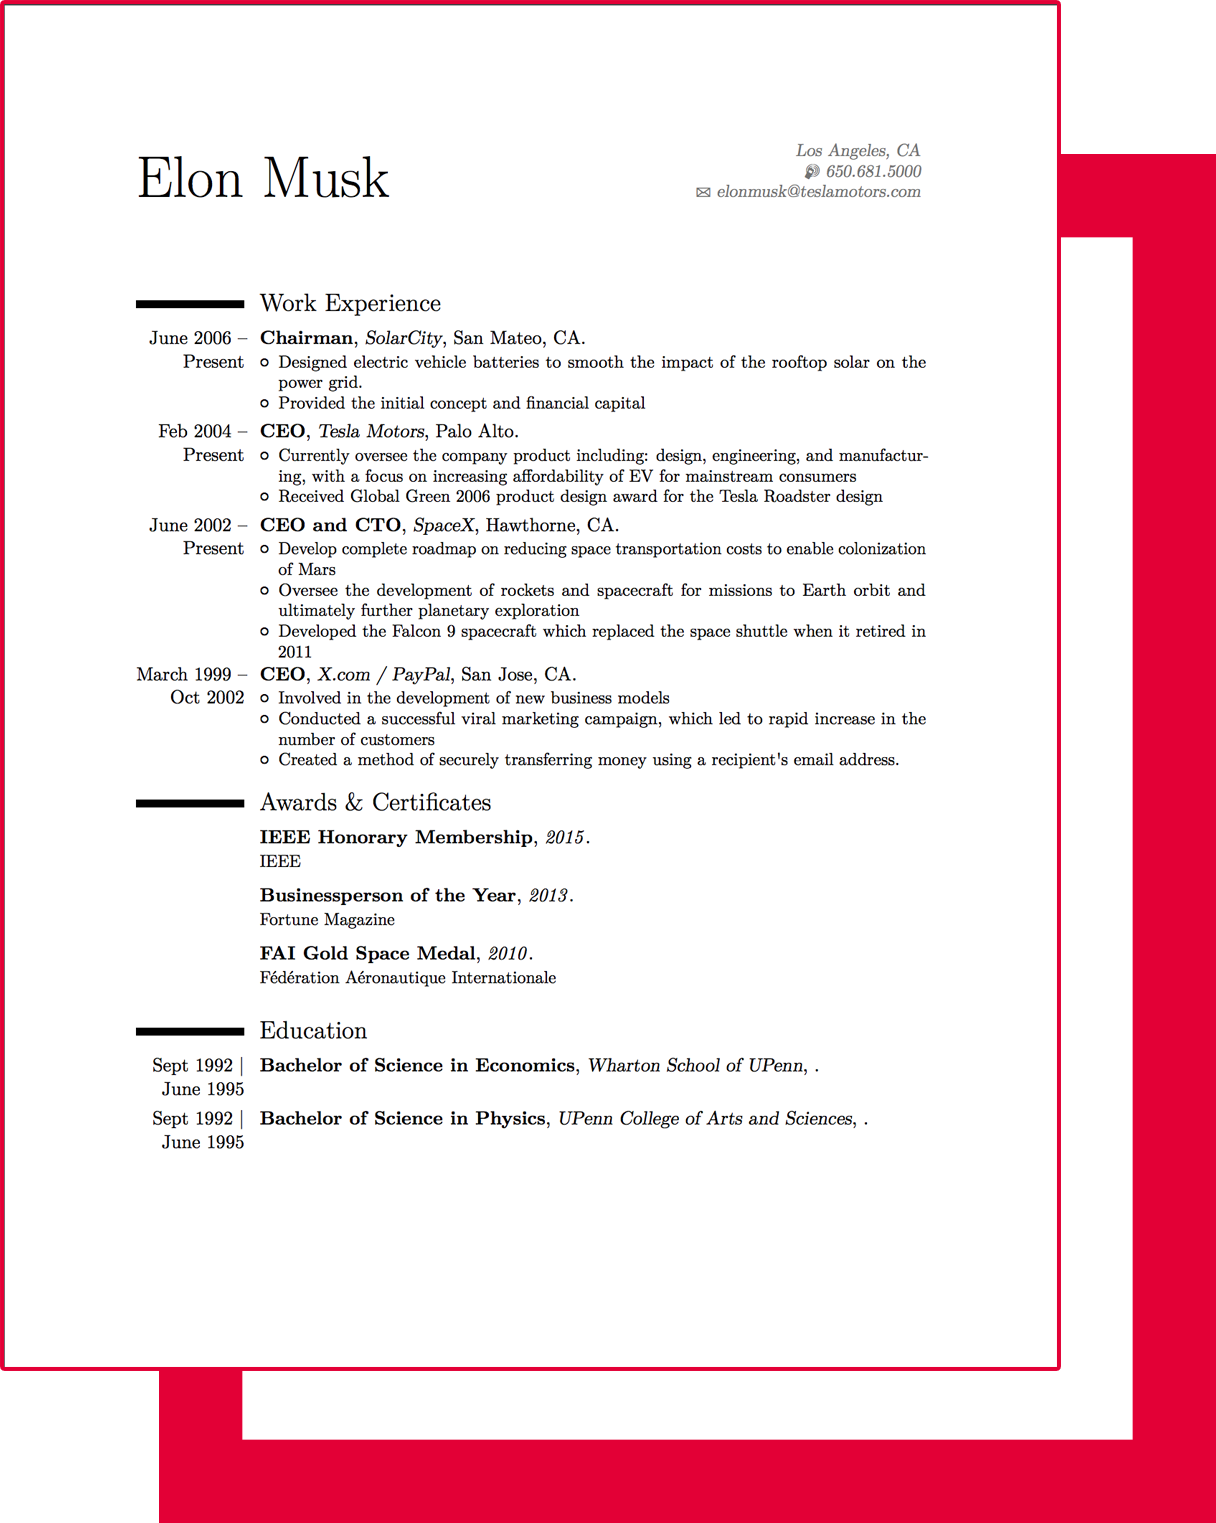 Elon Musk
Los Angeles, CA
650.681.5000
elonmusk@teslamotors.com
Work Experience
June 2006 – Chairman, SolarCity, San Mateo, CA.
Present ○ Designed electric vehicle batteries to smooth the impact of the rooftop solar on the
power grid.
○ Provided the initial concept and financial capital
Feb 2004 – CEO, Tesla Motors, Palo Alto.
Present ○ Currently oversee the company product including: design, engineering, and manufactur-
ing, with a focus on increasing affordability of EV for mainstream consumers
○ Received Global Green 2006 product design award for the Tesla Roadster design
June 2002 – CEO and CTO, SpaceX, Hawthorne, CA.
Present ○ Develop complete roadmap on reducing space transportation costs to enable colonization
of Mars
○ Oversee the development of rockets and spacecraft for missions to Earth orbit and
ultimately further planetary exploration
○ Developed the Falcon 9 spacecraft which replaced the space shuttle when it retired in
2011
March 1999 – CEO, X.com / PayPal, San Jose, CA.
Oct 2002 ○ Involved in the development of new business models
○ Conducted a successful viral marketing campaign, which led to rapid increase in the
number of customers
○ Created a method of securely transferring money using a recipient's email address.
Awards & Certificates
IEEE Honorary Membership, 2015.
IEEE
Businessperson of the Year, 2013.
Fortune Magazine
FAI Gold Space Medal, 2010.
Fédération Aéronautique Internationale
Education
Sept 1992 | Bachelor of Science in Economics, Wharton School of UPenn, .
June 1995
Sept 1992 | Bachelor of Science in Physics, UPenn College of Arts and Sciences, .
June 1995